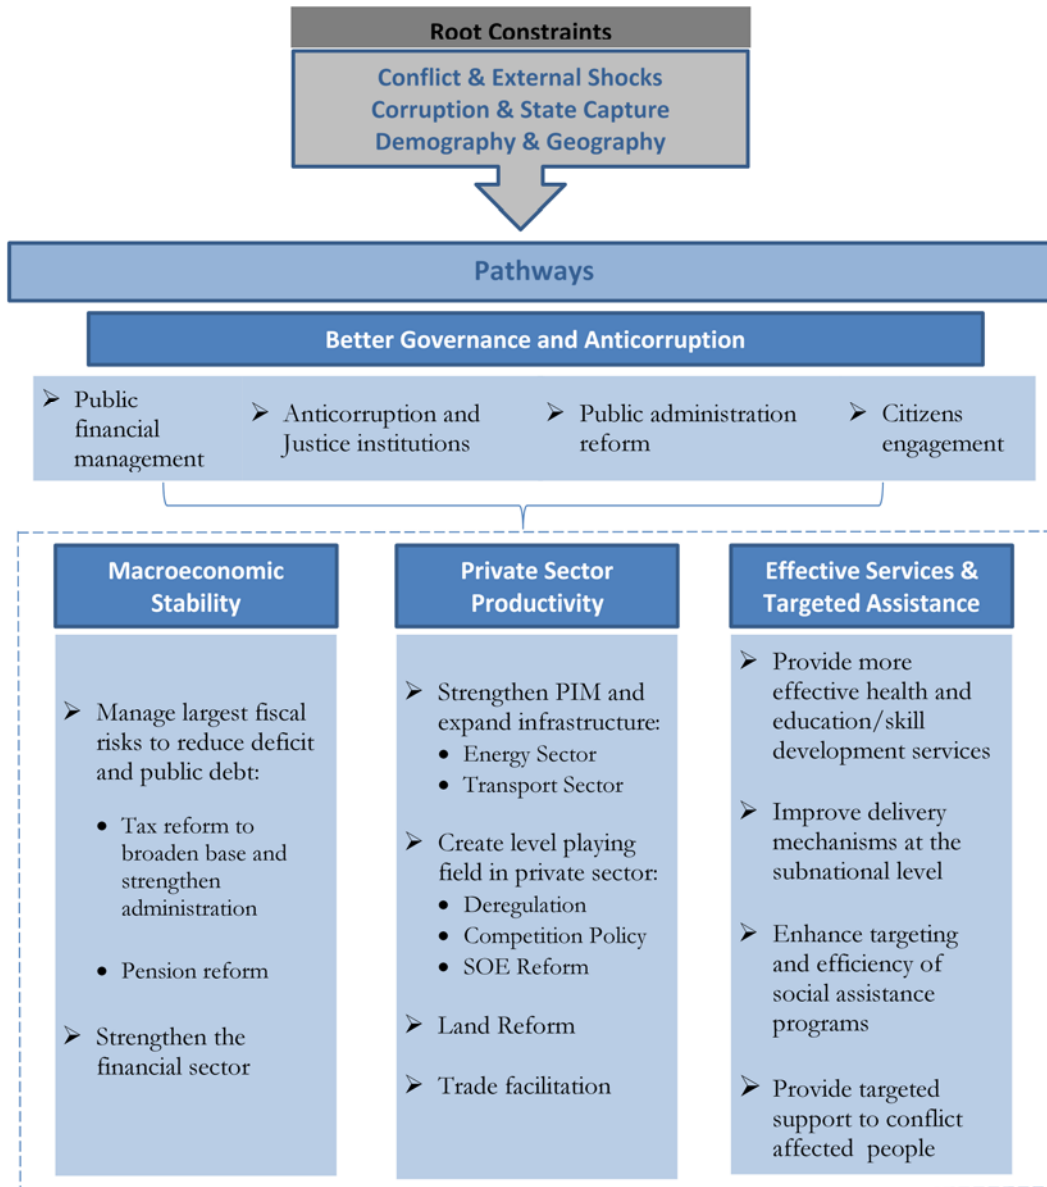 Root Constraints
Conflict & External Shocks
Corruption & State Capture
Demography & Geography
Pathways
Better Governance and Anticorruption
➢ Public
financial
management
➢ Anticorruption and
Justice institutions
➢ Public administration
reform
➢ Citizens
engagement
Macroeconomic
Stability
➢ Manage largest fiscal
risks to reduce deficit
and public debt:
• Tax reform to
broaden base and
strengthen
administration
• Pension reform
➢ Strengthen the
financial sector
Private Sector
Productivity
➢ Strengthen PIM and
expand infrastructure:
• Energy Sector
• Transport Sector
➢ Create level playing
field in private sector:
• Deregulation
• Competition Policy
• SOE Reform
➢ Land Reform
➢ Trade facilitation
Effective Services &
Targeted Assistance
➢ Provide more
effective health and
education/skill
development services
➢ Improve delivery
mechanisms at the
subnational level
➢ Enhance targeting
and efficiency of
social assistance
programs
➢ Provide targeted
support to conflict
affected people